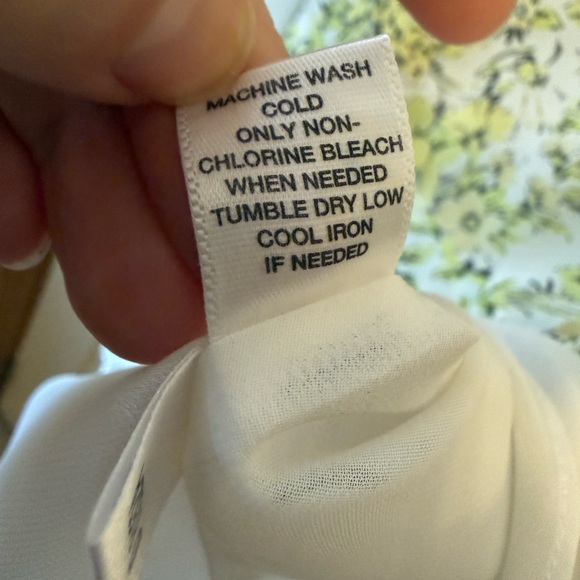 MACHINE WASH
COLD
ONLY NON-
CHLORINE BLEACH
WHEN NEEDED
TUMBLE DRY LOW
COOL IRON
IF NEEDED